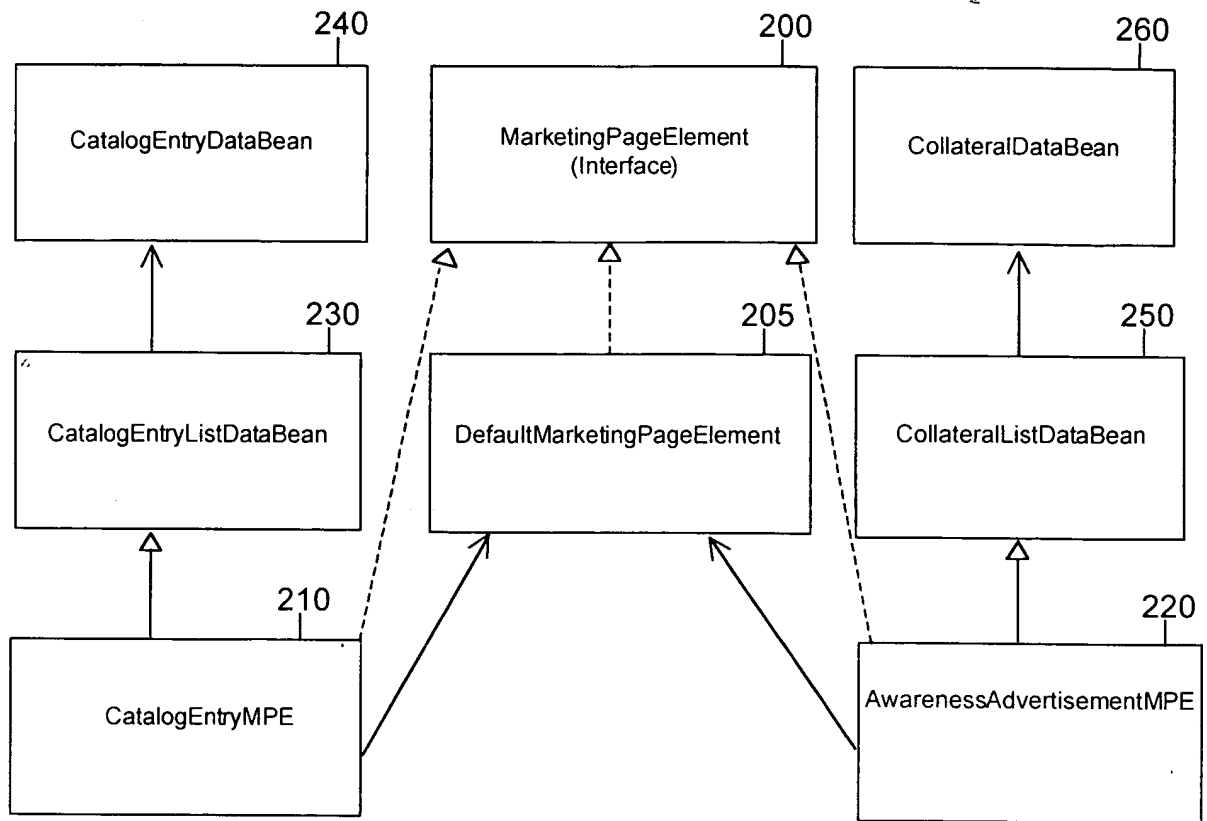 240
200
260
CatalogEntryDataBean
MarketingPageElement
(Interface)
CollateralDataBean
230
205
250
CatalogEntryListDataBean
DefaultMarketingPageElement
CollateralListDataBean
210
220
CatalogEntryMPE
AwarenessAdvertisementMPE